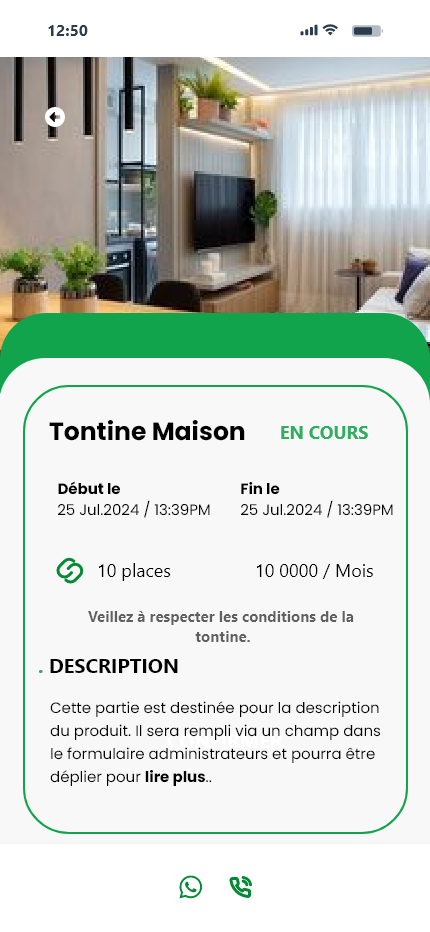 12:50
Tontine Maison EN COURS
Début le Fin le
25 Jul.2024 / 13:39PM 25 Jul.2024 / 13:39PM
10 places 10 0000 / Mois
Veillez à respecter les conditions de la
tontine.
. DESCRIPTION
Cette partie est destinée pour la description
du produit. Il sera rempli via un champ dans
le formulaire administrateurs et pourra être
déplier pour lire plus..